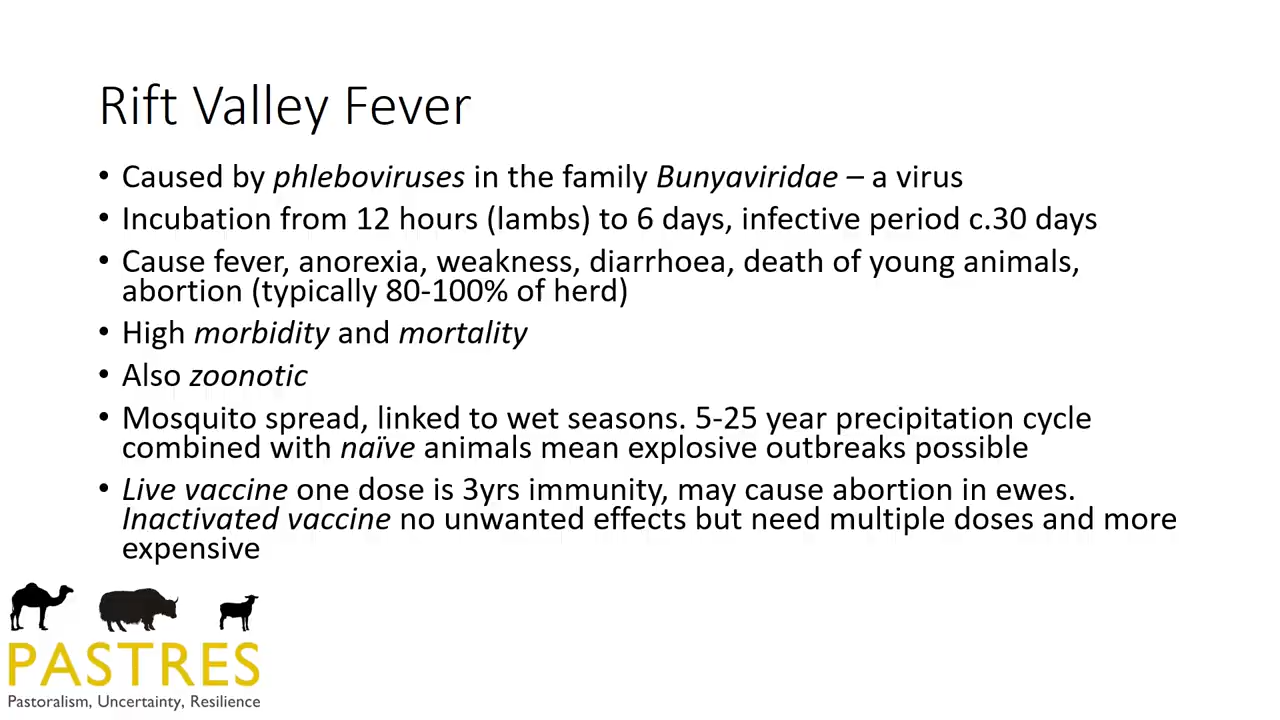 Rift Valley Fever
• Caused by phleboviruses in the family Bunyaviridae – a virus
• Incubation from 12 hours (lambs) to 6 days, infective period c.30 days
• Cause fever, anorexia, weakness, diarrhoea, death of young animals,
abortion (typically 80-100% of herd)
• High morbidity and mortality
• Also zoonotic
• Mosquito spread, linked to wet seasons. 5-25 year precipitation cycle
combined with naïve animals mean explosive outbreaks possible
• Live vaccine one dose is 3yrs immunity, may cause abortion in ewes.
Inactivated vaccine no unwanted effects but need multiple doses and more
expensive
PASTRES
Pastoralism, Uncertainty, Resilience